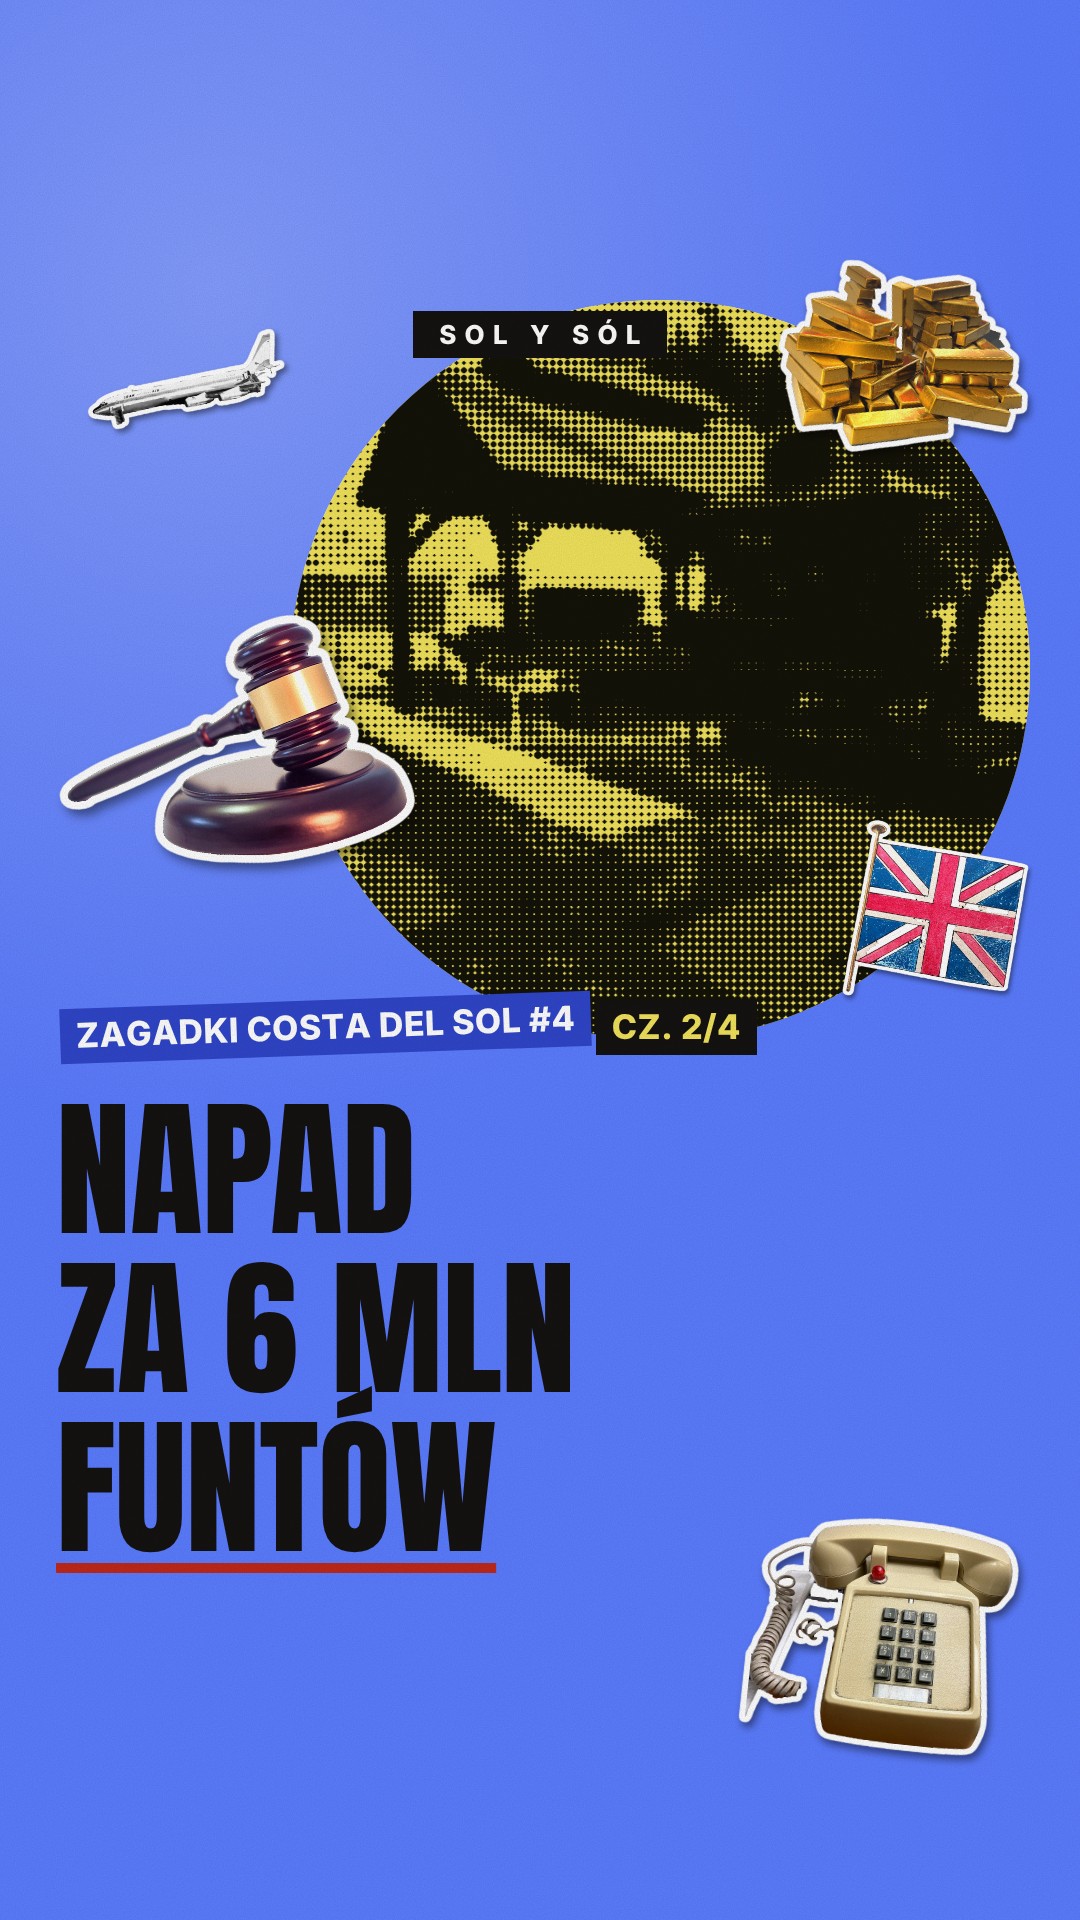 SOL Y SÓL
ZAGADKI COSTA DEL SOL #4
CZ. 2/4
NAPAD
ZA 6 MLN
FUNTÓW